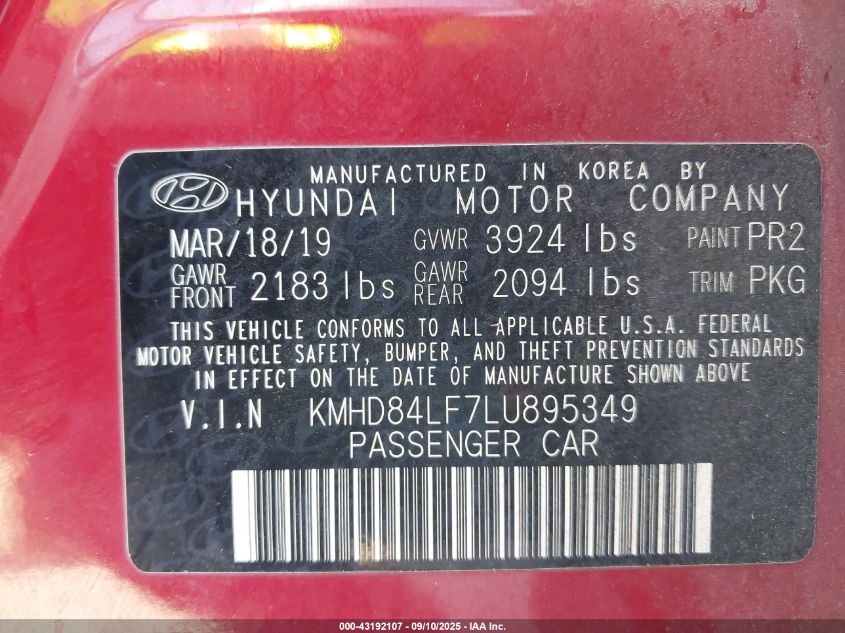 MANUFACTURED IN KOREA BY
HYUNDAI MOTOR COMPANY
MAR/18/19 GVWR 3924 lbs PAINT PR2
GAWR FRONT 2183 lbs GAWR REAR 2094 lbs TRIM PKG
THIS VEHICLE CONFORMS TO ALL APPLICABLE U.S.A. FEDERAL
MOTOR VEHICLE SAFETY, BUMPER, AND THEFT PREVENTION STANDARDS
IN EFFECT ON THE DATE OF MANUFACTURE SHOWN ABOVE
V.I.N KMHD84LF7LU895349
PASSENGER CAR
000-43192107 - 09/10/2025 - IAA Inc.